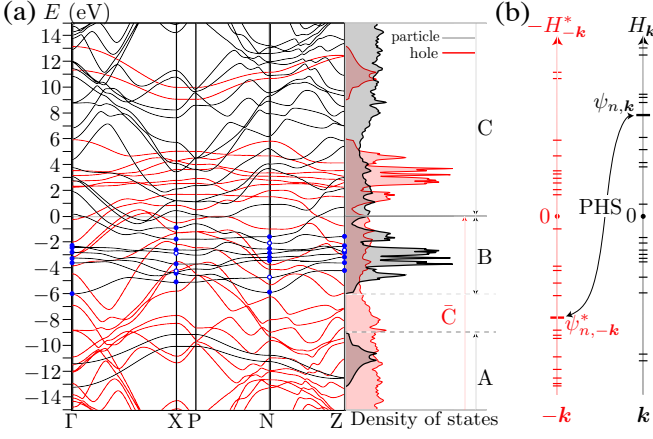 (a) E (eV)
14
12
10
8
6
4
2
0
−2
−4
−6
−8
−10
−12
−14
Γ X P N Z
particle
hole
C
B
C̄
A
Density of states
(b) −H*₋ₖ Hₖ
ψₙ,ₖ
PHS
0 0
ψ*ₙ,₋ₖ
−k k